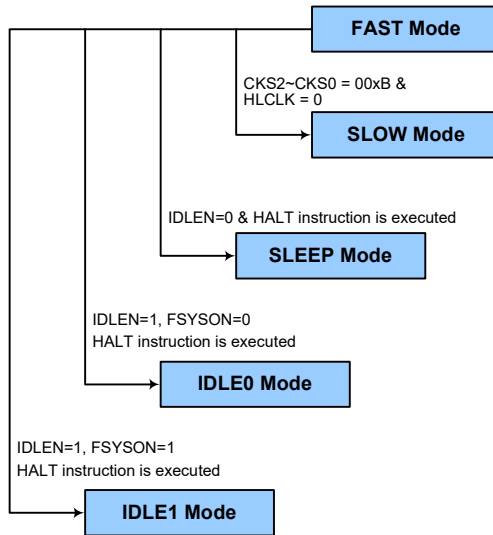 FAST Mode
CKS2~CKS0 = 00xB &
HLCLK = 0
SLOW Mode
IDLEN=0 & HALT instruction is executed
SLEEP Mode
IDLEN=1, FSYSON=0
HALT instruction is executed
IDLE0 Mode
IDLEN=1, FSYSON=1
HALT instruction is executed
IDLE1 Mode